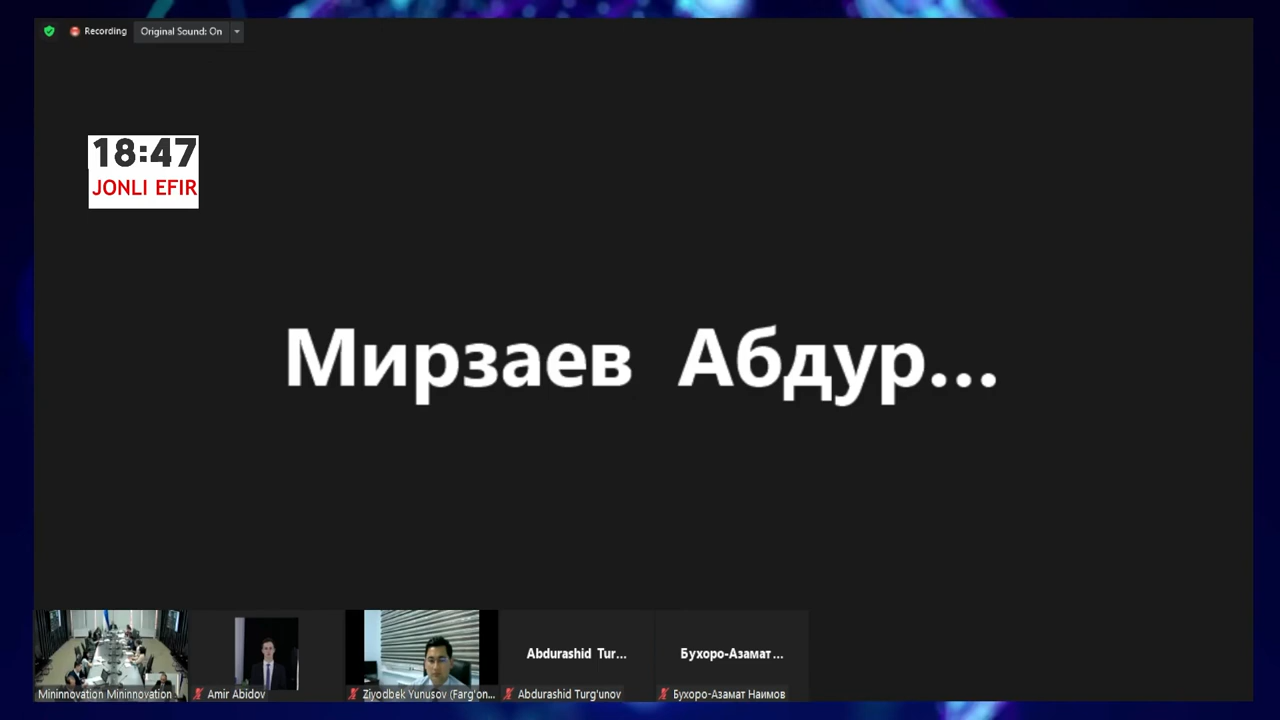 Recording Original Sound: On
18:47
JONLI EFIR
Мирзаев Абдур...
Abdurashid Tur...
Бухоро-Азамат...
Mininnovation Mininnovation
Amir Abidov
Ziyodbek Yunusov (Farg'on...
Abdurashid Turg'unov
Бухоро-Азамат Наимов